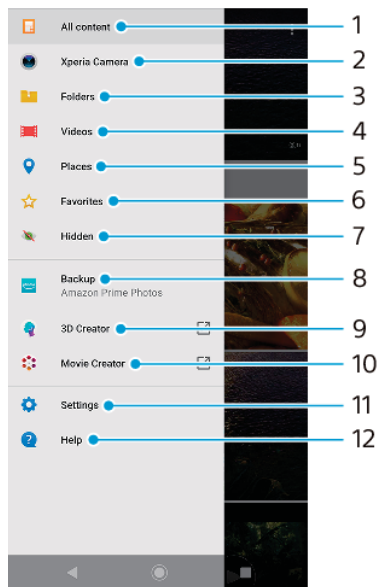 All content 1
Xperia Camera 2
Folders 3
Videos 4
Places 5
Favorites 6
Hidden 7
Backup 8
Amazon Prime Photos
3D Creator 9
Movie Creator 10
Settings 11
Help 12